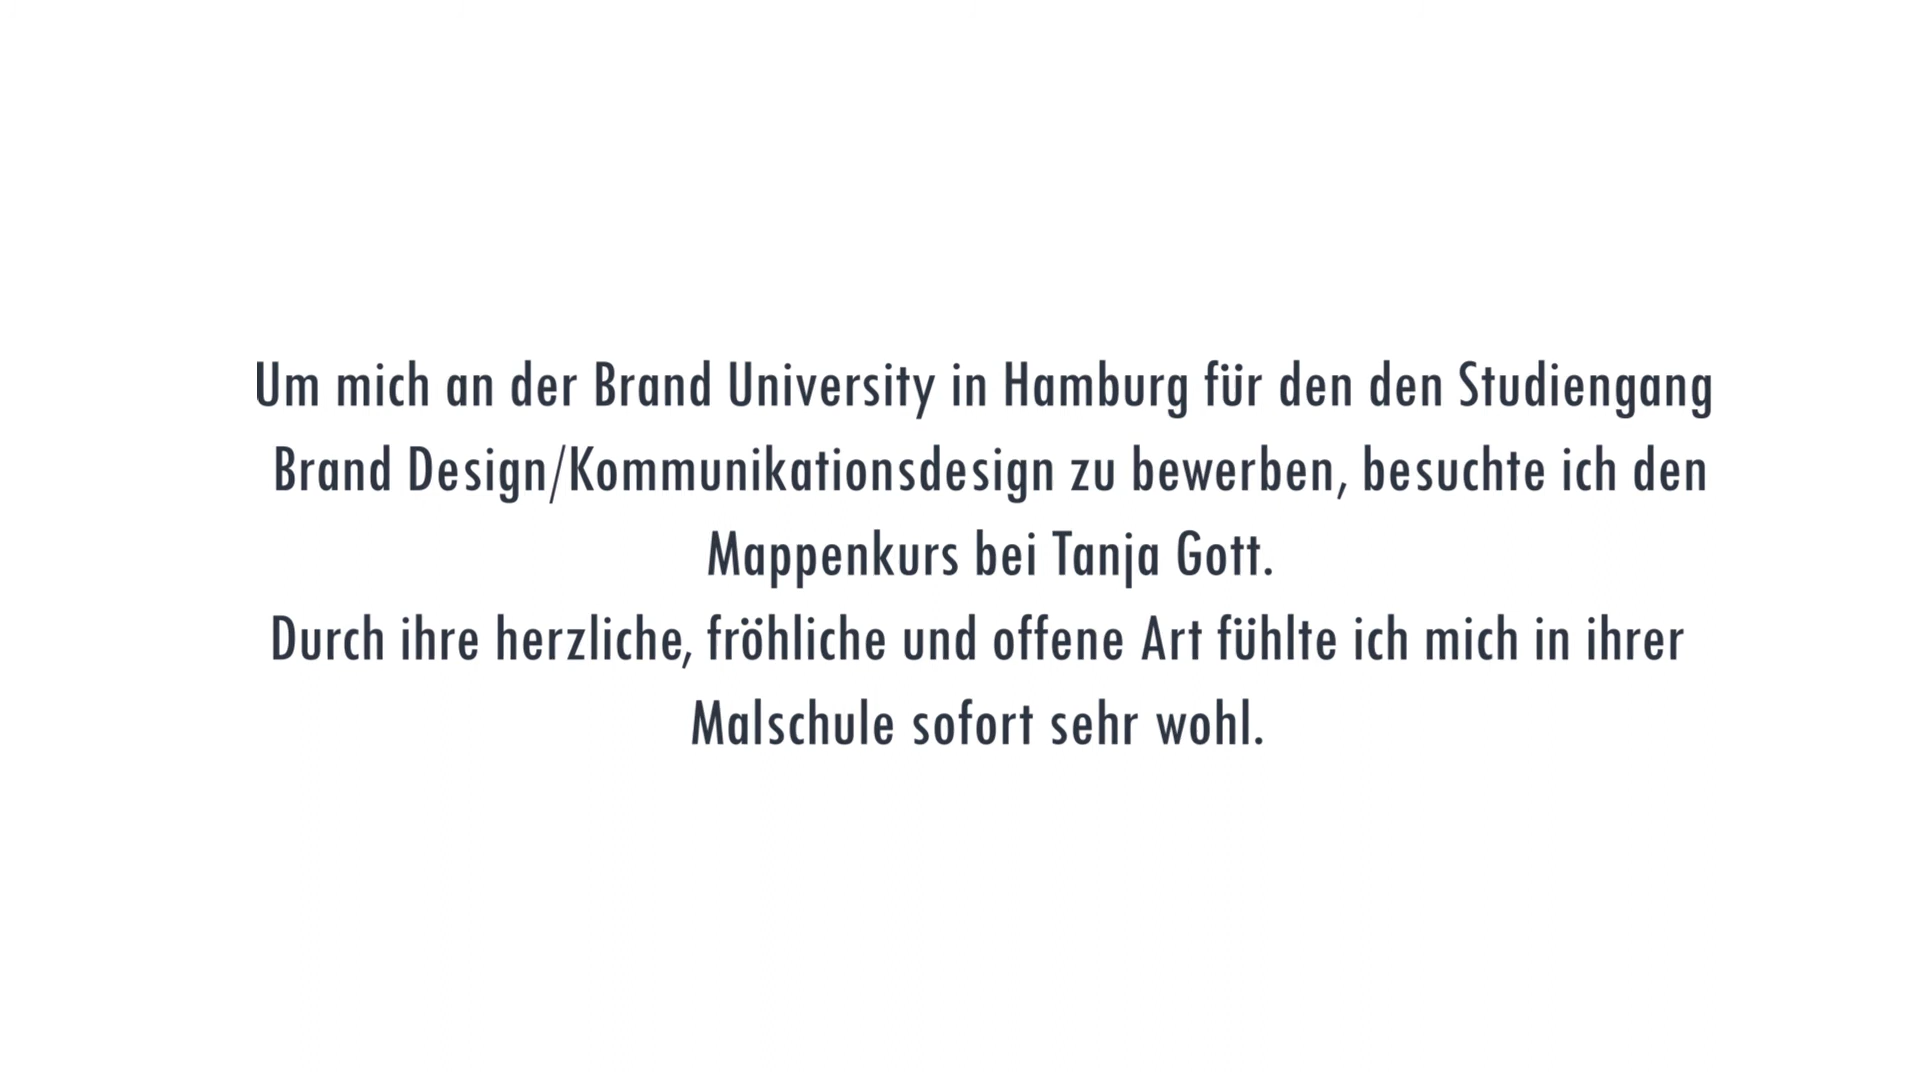 Um mich an der Brand University in Hamburg für den den Studiengang
Brand Design/Kommunikationsdesign zu bewerben, besuchte ich den
Mappenkurs bei Tanja Gott.
Durch ihre herzliche, fröhliche und offene Art fühlte ich mich in ihrer
Malschule sofort sehr wohl.